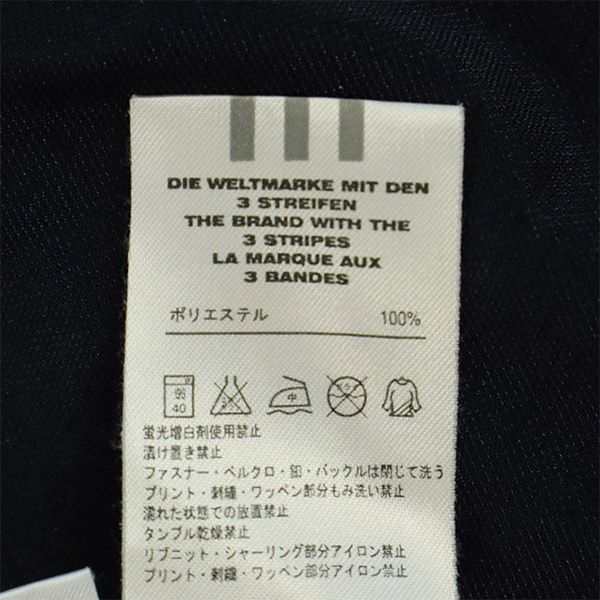 DIE WELTMARKE MIT DEN
3 STREIFEN
THE BRAND WITH THE
3 STRIPES
LA MARQUE AUX
3 BANDES
ポリエステル 100%
40 中
蛍光増白剤使用禁止
漬け置き禁止
ファスナー・ベルクロ・釦・バックルは閉じて洗う
プリント・刺繍・ワッペン部分もみ洗い禁止
濡れた状態での放置禁止
タンブル乾燥禁止
リブニット・シャーリング部分アイロン禁止
プリント・刺繍・ワッペン部分アイロン禁止